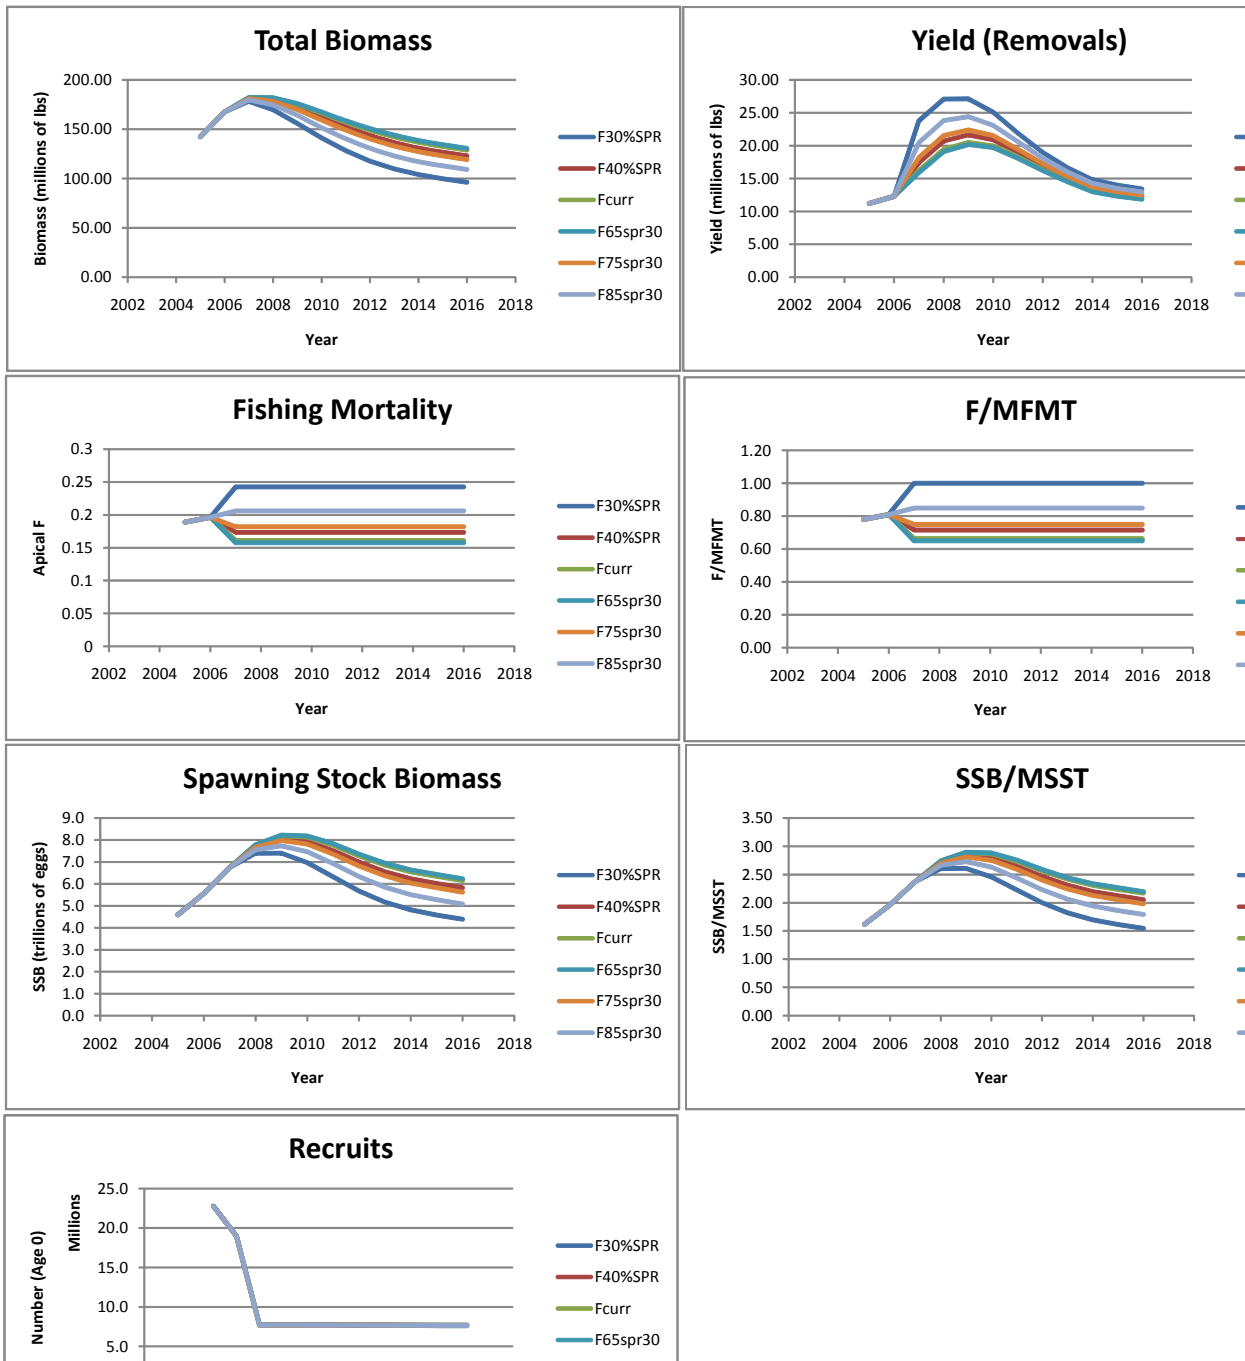 Total Biomass
Biomass (millions of lbs)
200.00
150.00
100.00
50.00
0.00
2002 2004 2006 2008 2010 2012 2014 2016 2018
Year
F30%SPR
F40%SPR
Fcurr
F65spr30
F75spr30
F85spr30
Yield (Removals)
Yield (millions of lbs)
30.00
25.00
20.00
15.00
10.00
5.00
0.00
2002 2004 2006 2008 2010 2012 2014 2016 2018
Year
Fishing Mortality
Apical F
0.3
0.25
0.2
0.15
0.1
0.05
0
2002 2004 2006 2008 2010 2012 2014 2016 2018
Year
F30%SPR
F40%SPR
Fcurr
F65spr30
F75spr30
F85spr30
F/MFMT
F/MFMT
1.20
1.00
0.80
0.60
0.40
0.20
0.00
2002 2004 2006 2008 2010 2012 2014 2016 2018
Year
Spawning Stock Biomass
SSB (trillions of eggs)
9.0
8.0
7.0
6.0
5.0
4.0
3.0
2.0
1.0
0.0
2002 2004 2006 2008 2010 2012 2014 2016 2018
Year
F30%SPR
F40%SPR
Fcurr
F65spr30
F75spr30
F85spr30
SSB/MSST
SSB/MSST
3.50
3.00
2.50
2.00
1.50
1.00
0.50
0.00
2002 2004 2006 2008 2010 2012 2014 2016 2018
Year
Recruits
Number (Age 0)
Millions
25.0
20.0
15.0
10.0
5.0
F30%SPR
F40%SPR
Fcurr
F65spr30